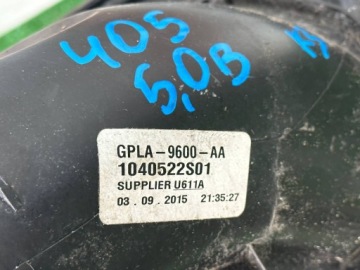 405
5,0B
GPLA-9600-AA
1040522S01
SUPPLIER U611A
03.09.2015 21:35:27